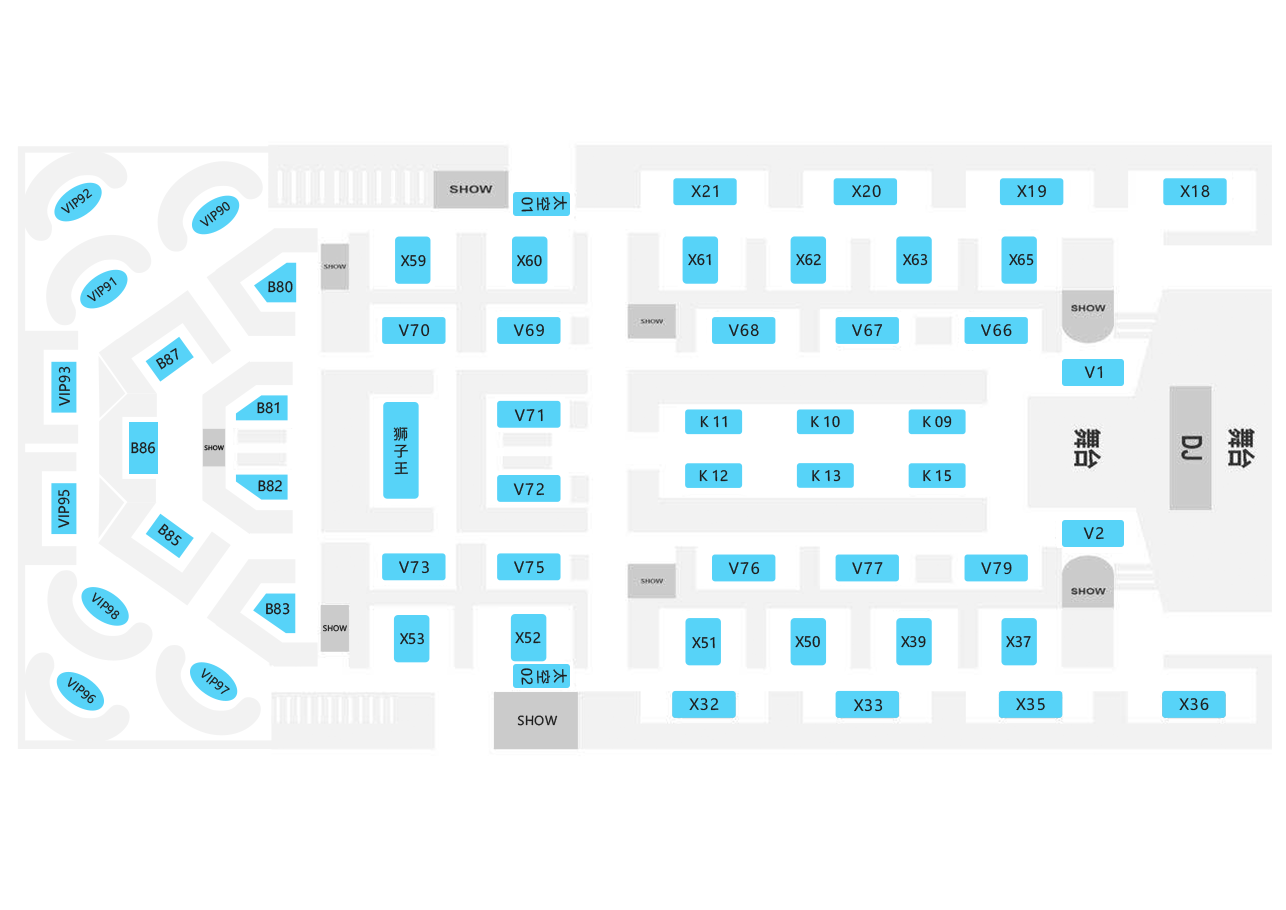 SHOW
X21
X20
X19
X18
VIP92
VIP90
太空01
X59
X60
X61
X62
X63
X65
SHOW
B80
VIP91
SHOW
SHOW
V70
V69
V68
V67
V66
B87
V1
VIP93
B81
V71
K 11
K 10
K 09
狮子王
B86
SHOW
舞台
DJ
舞台
B82
V72
K 12
K 13
K 15
VIP95
B85
V2
V73
V75
V76
V77
V79
SHOW
SHOW
VIP98
B83
SHOW
X53
X52
X51
X50
X39
X37
太空02
VIP96
VIP97
X32
X33
X35
X36
SHOW